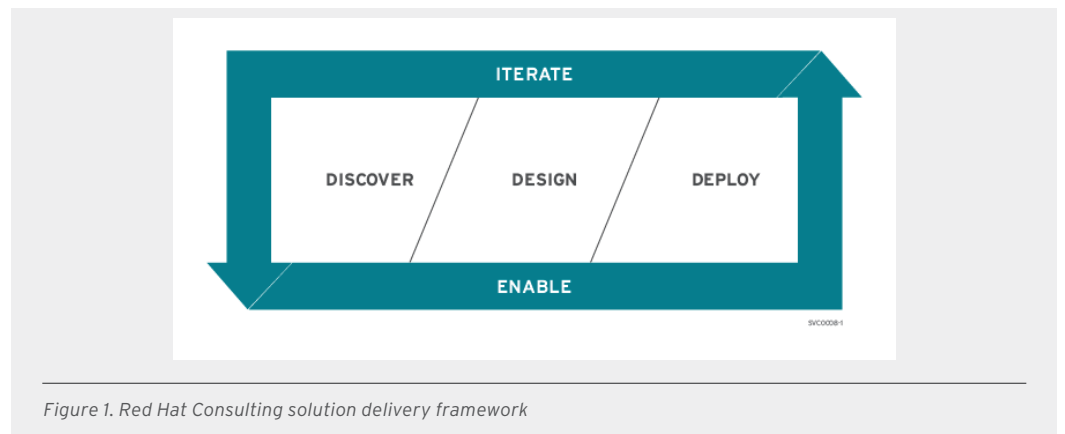 ITERATE
DISCOVER
DESIGN
DEPLOY
ENABLE
SVC0008-1
Figure 1. Red Hat Consulting solution delivery framework